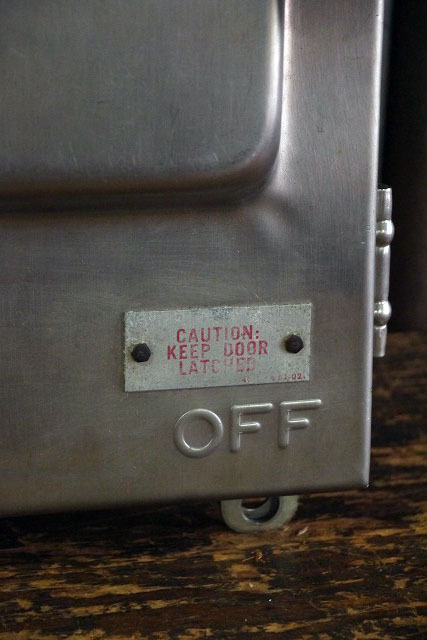 CAUTION:
KEEP DOOR
LATCHED
OFF